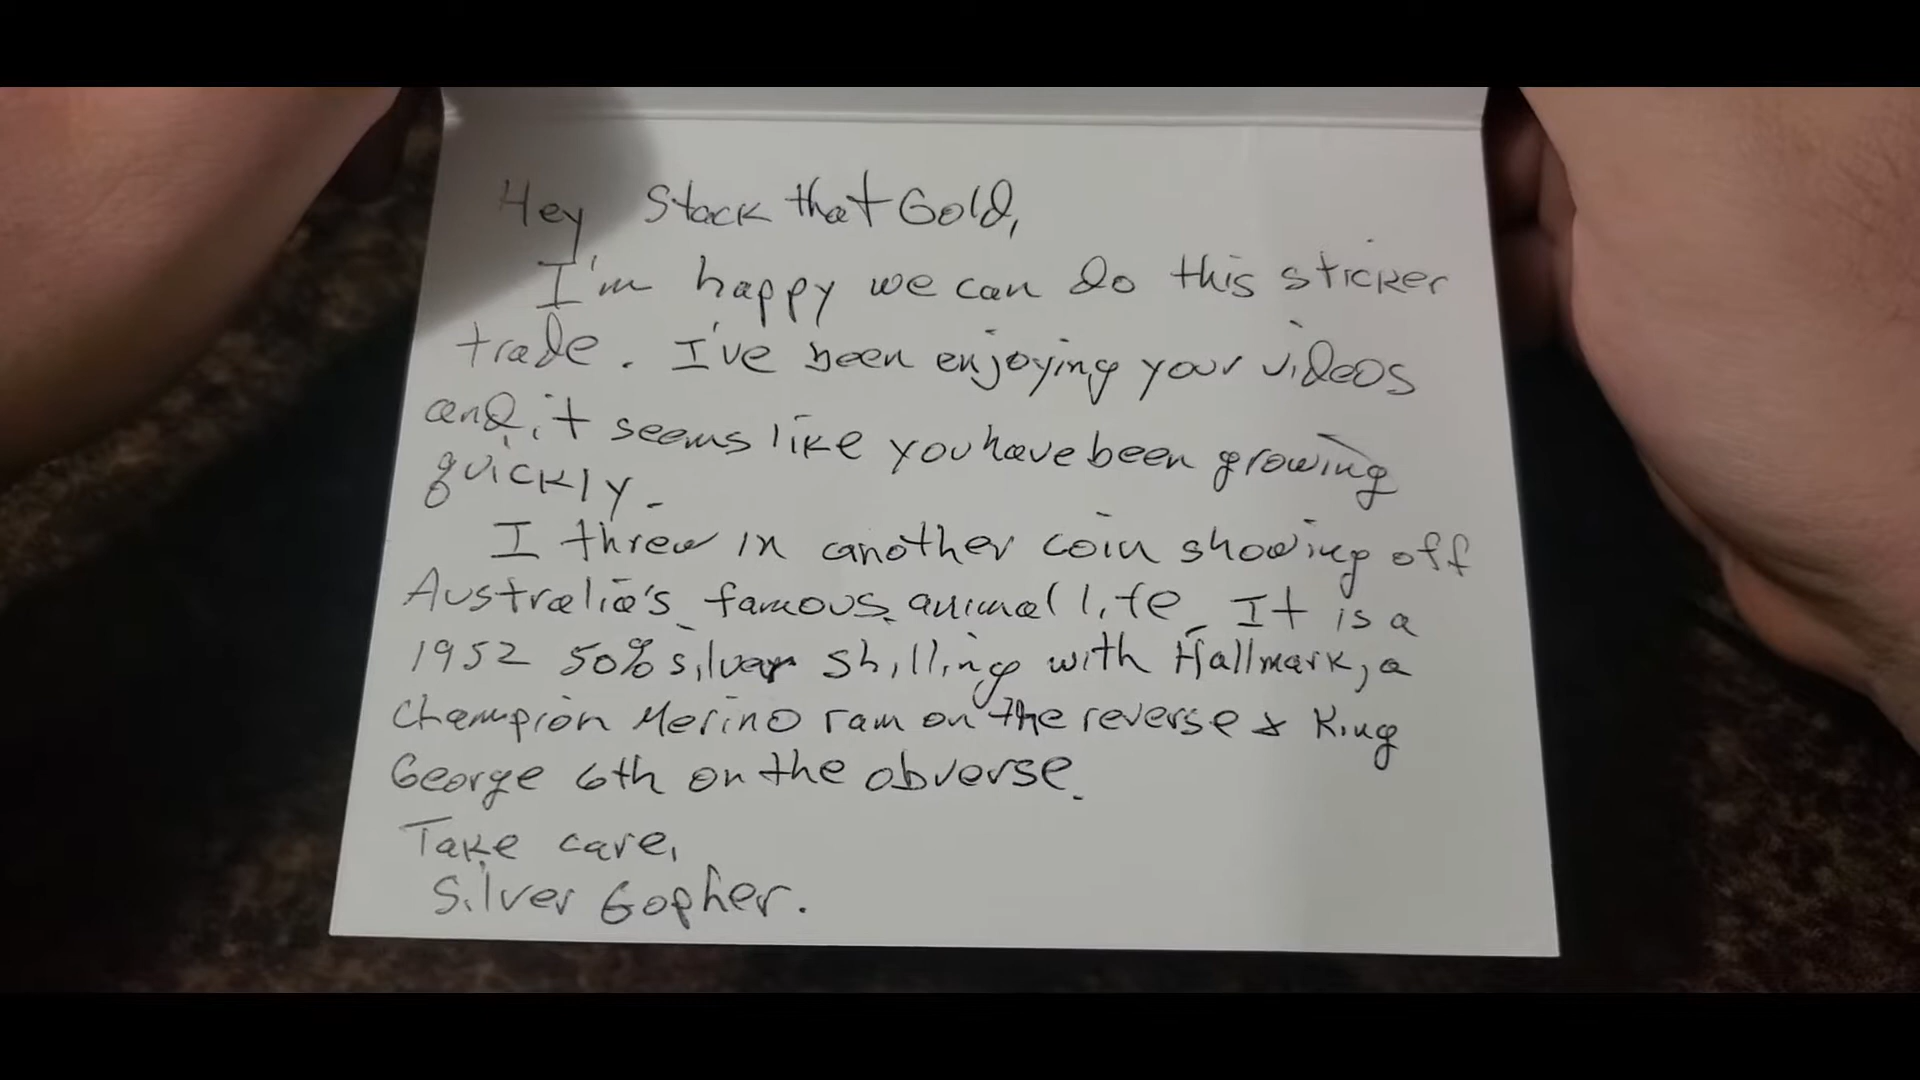 Hey Stack that Gold,
I'm happy we can do this sticker
trade. I've been enjoying your videos
and it seems like you have been growing
quickly.
I threw in another coin showing off
Australia's famous animal life. It is a
1952 50% silver shilling with Hallmark, a
Champion Merino ram on the reverse & King
George 6th on the obverse.
Take care,
Silver Gopher.